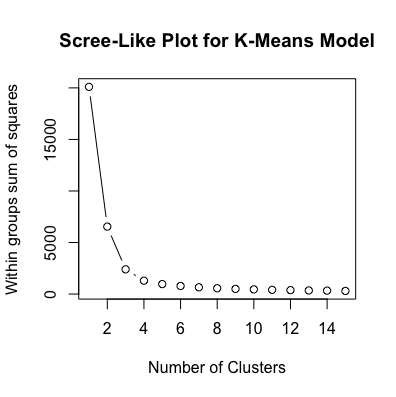 Scree-Like Plot for K-Means Model
Within groups sum of squares
15000
5000
0
2 4 6 8 10 12 14
Number of Clusters